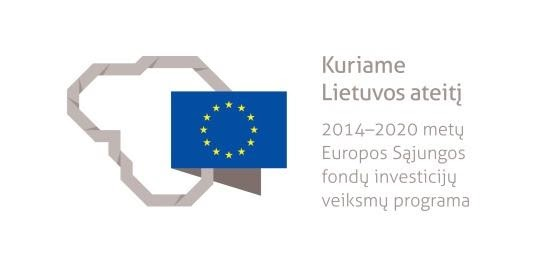 Kuriame
Lietuvos ateitį
2014–2020 metų
Europos Sąjungos
fondų investicijų
veiksmų programa